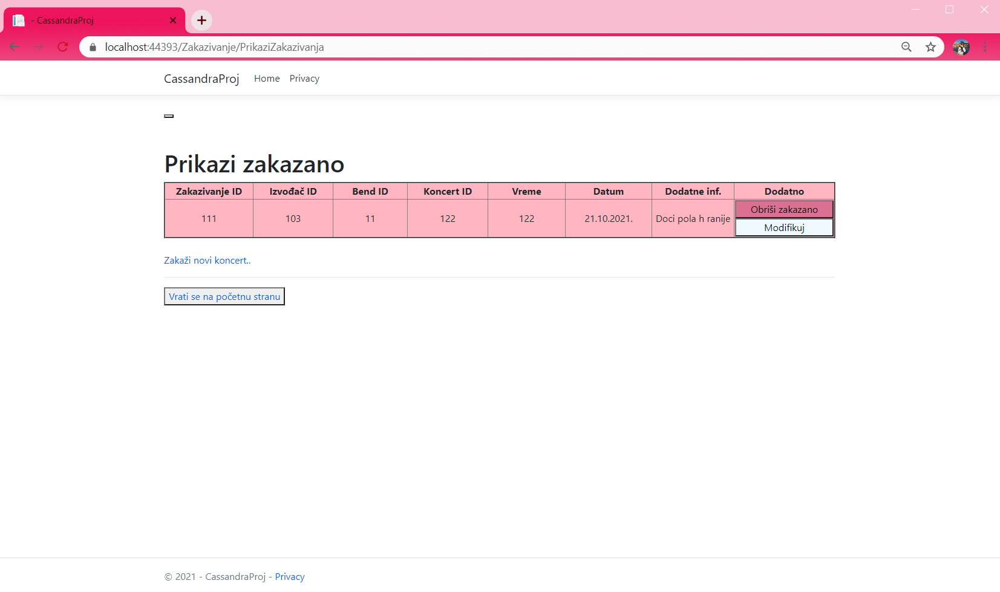 - CassandraProj
localhost:44393/Zakazivanje/PrikaziZakazivanja
CassandraProj Home Privacy
Prikazi zakazano
Zakazivanje ID Izvođač ID Bend ID Koncert ID Vreme Datum Dodatne inf. Dodatno
111 103 11 122 122 21.10.2021. Doci pola h ranije Obriši zakazano
Modifikuj
Zakaži novi koncert..
Vrati se na početnu stranu
© 2021 - CassandraProj - Privacy